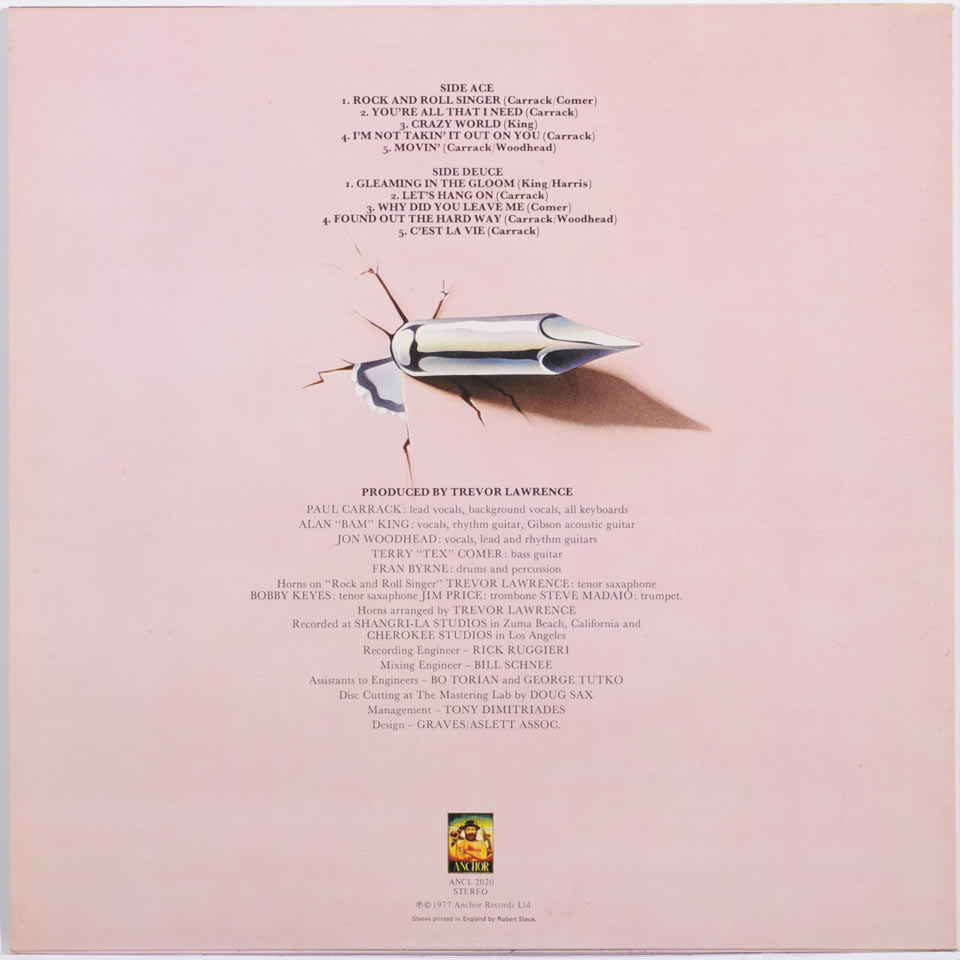 SIDE ACE
1. ROCK AND ROLL SINGER (Carrack/Comer)
2. YOU'RE ALL THAT I NEED (Carrack)
3. CRAZY WORLD (King)
4. I'M NOT TAKIN' IT OUT ON YOU (Carrack)
5. MOVIN' (Carrack/Woodhead)
SIDE DEUCE
1. GLEAMING IN THE GLOOM (King/Harris)
2. LET'S HANG ON (Carrack)
3. WHY DID YOU LEAVE ME (Comer)
4. FOUND OUT THE HARD WAY (Carrack/Woodhead)
5. C'EST LA VIE (Carrack)
PRODUCED BY TREVOR LAWRENCE
PAUL CARRACK: lead vocals, background vocals, all keyboards
ALAN "BAM" KING: vocals, rhythm guitar, Gibson acoustic guitar
JON WOODHEAD: vocals, lead and rhythm guitars
TERRY "TEX" COMER: bass guitar
FRAN BYRNE: drums and percussion
Horns on "Rock and Roll Singer" TREVOR LAWRENCE: tenor saxophone
BOBBY KEYES: tenor saxophone JIM PRICE: trombone STEVE MADAIO: trumpet.
Horns arranged by TREVOR LAWRENCE
Recorded at SHANGRI-LA STUDIOS in Zuma Beach, California and
CHEROKEE STUDIOS in Los Angeles
Recording Engineer – RICK RUGGIERI
Mixing Engineer – BILL SCHNEE
Assistants to Engineers – BO TORIAN and GEORGE TUTKO
Disc Cutting at The Mastering Lab by DOUG SAX
Management – TONY DIMITRIADES
Design – GRAVES/ASLETT ASSOC.
ANCHOR
ANCL 2020
STEREO
℗©1977 Anchor Records Ltd.
Sleeve printed in England by Robert Stace.